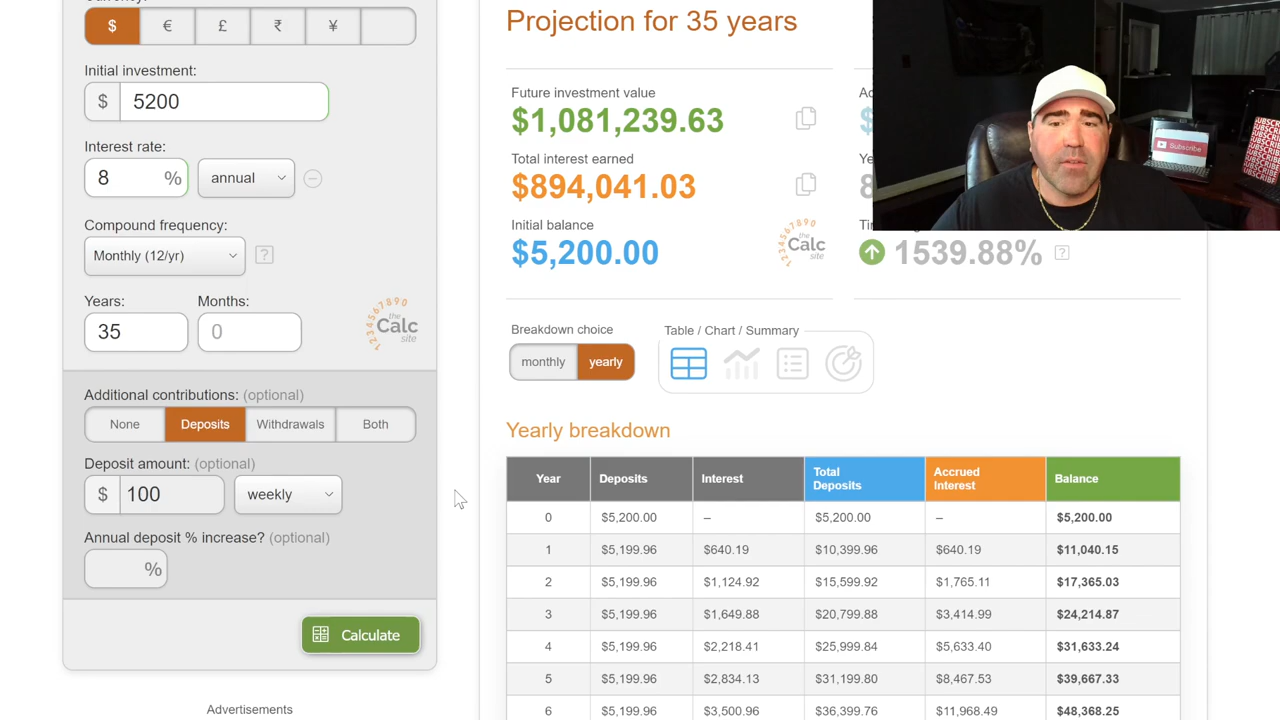 $ € £ ₹ ¥
Initial investment:
$ 5200
Interest rate:
8 % annual
Compound frequency:
Monthly (12/yr) ?
Years: Months:
35 0
1234567890
the
Calc
site
Additional contributions: (optional)
None Deposits Withdrawals Both
Deposit amount: (optional)
$ 100 weekly
Annual deposit % increase? (optional)
%
Calculate
Advertisements
Projection for 35 years
Future investment value
$1,081,239.63
Total interest earned
$894,041.03
Initial balance
$5,200.00
1234567890
the
Calc
site
1539.88% ?
Breakdown choice
monthly yearly
Table / Chart / Summary
Yearly breakdown
Year Deposits Interest Total Deposits Accrued Interest Balance
0 $5,200.00 – $5,200.00 – $5,200.00
1 $5,199.96 $640.19 $10,399.96 $640.19 $11,040.15
2 $5,199.96 $1,124.92 $15,599.92 $1,765.11 $17,365.03
3 $5,199.96 $1,649.88 $20,799.88 $3,414.99 $24,214.87
4 $5,199.96 $2,218.41 $25,999.84 $5,633.40 $31,633.24
5 $5,199.96 $2,834.13 $31,199.80 $8,467.53 $39,667.33
6 $5,199.96 $3,500.96 $36,399.76 $11,968.49 $48,368.25
Subscribe